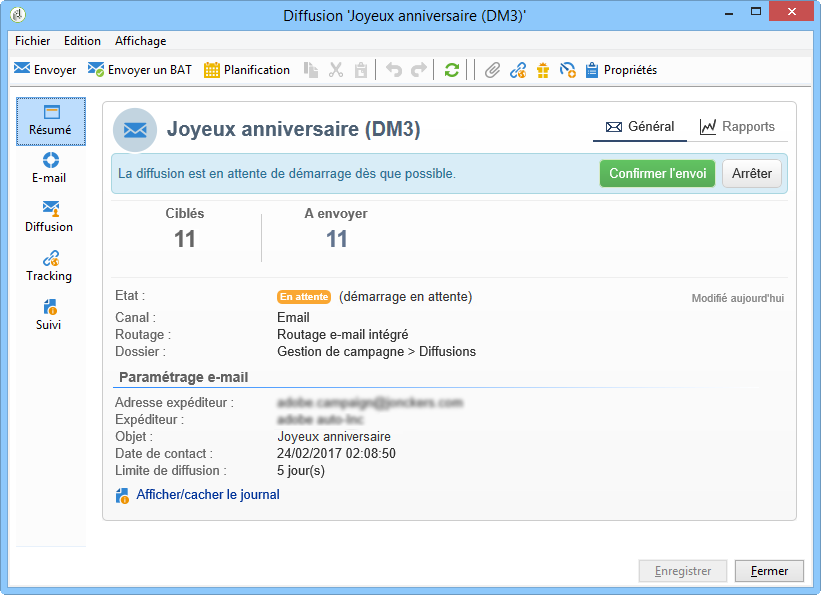 Diffusion 'Joyeux anniversaire (DM3)'
Fichier Edition Affichage
Envoyer Envoyer un BAT Planification Propriétés
Résumé
E-mail
Diffusion
Tracking
Suivi
Joyeux anniversaire (DM3) Général Rapports
La diffusion est en attente de démarrage dès que possible. Confirmer l'envoi Arrêter
Ciblés A envoyer
11 11
Etat : En attente (démarrage en attente) Modifié aujourd'hui
Canal : Email
Routage : Routage e-mail intégré
Dossier : Gestion de campagne > Diffusions
Paramétrage e-mail
Adresse expéditeur :
Expéditeur :
Objet : Joyeux anniversaire
Date de contact : 24/02/2017 02:08:50
Limite de diffusion : 5 jour(s)
Afficher/cacher le journal
Enregistrer Fermer